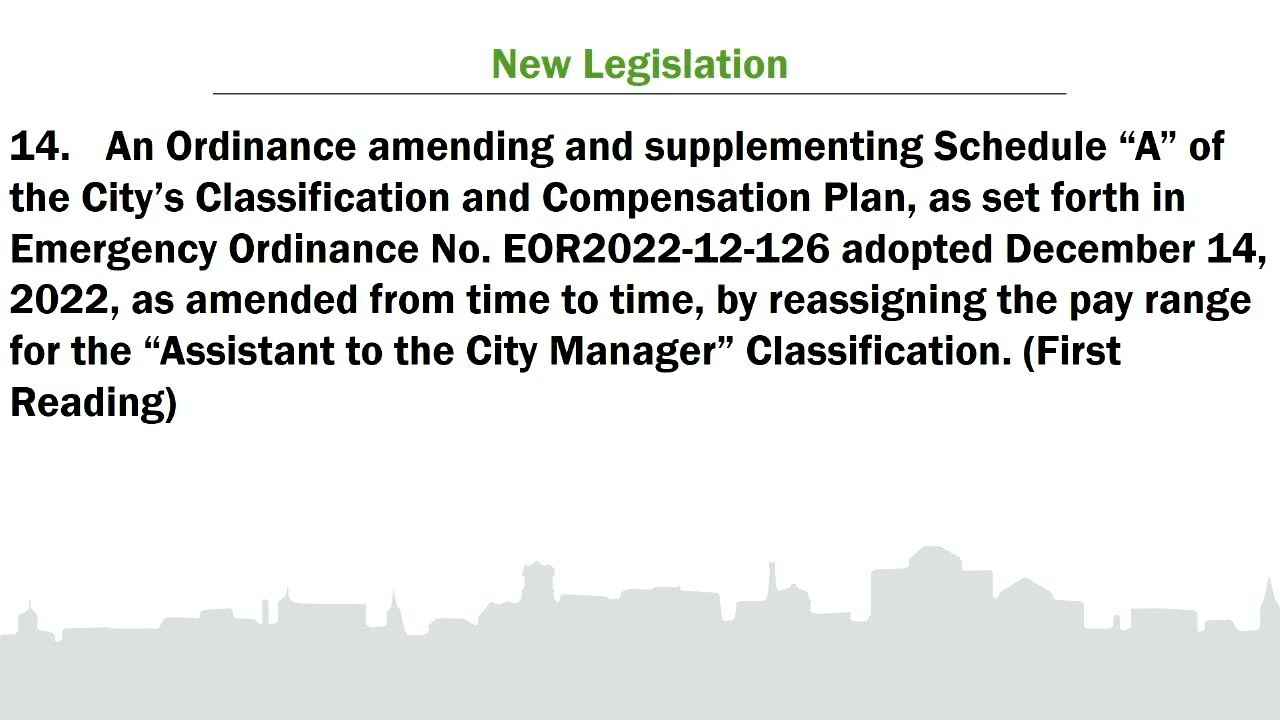 New Legislation
14. An Ordinance amending and supplementing Schedule “A” of
the City’s Classification and Compensation Plan, as set forth in
Emergency Ordinance No. EOR2022-12-126 adopted December 14,
2022, as amended from time to time, by reassigning the pay range
for the “Assistant to the City Manager” Classification. (First
Reading)